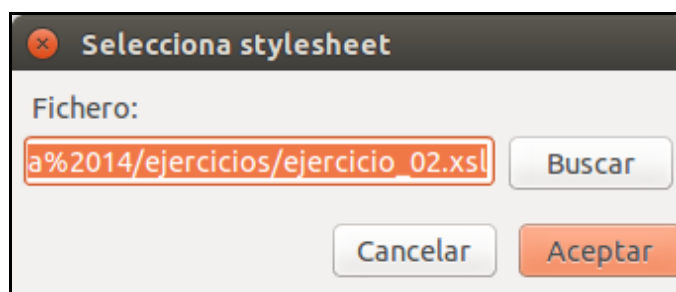 Selecciona stylesheet
Fichero:
a%2014/ejercicios/ejercicio_02.xsl Buscar
Cancelar Aceptar